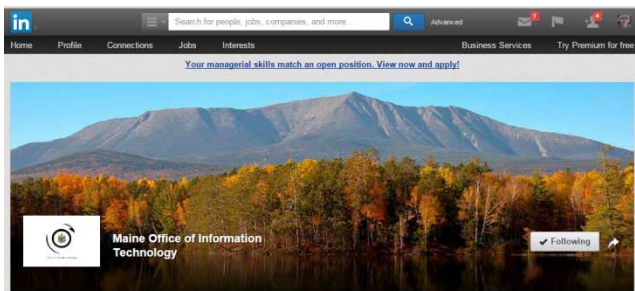 in
Search for people, jobs, companies, and more...
Advanced
1
Home Profile Connections Jobs Interests Business Services Try Premium for free
Your managerial skills match an open position. View now and apply!
Maine Office of Information
Technology
Following